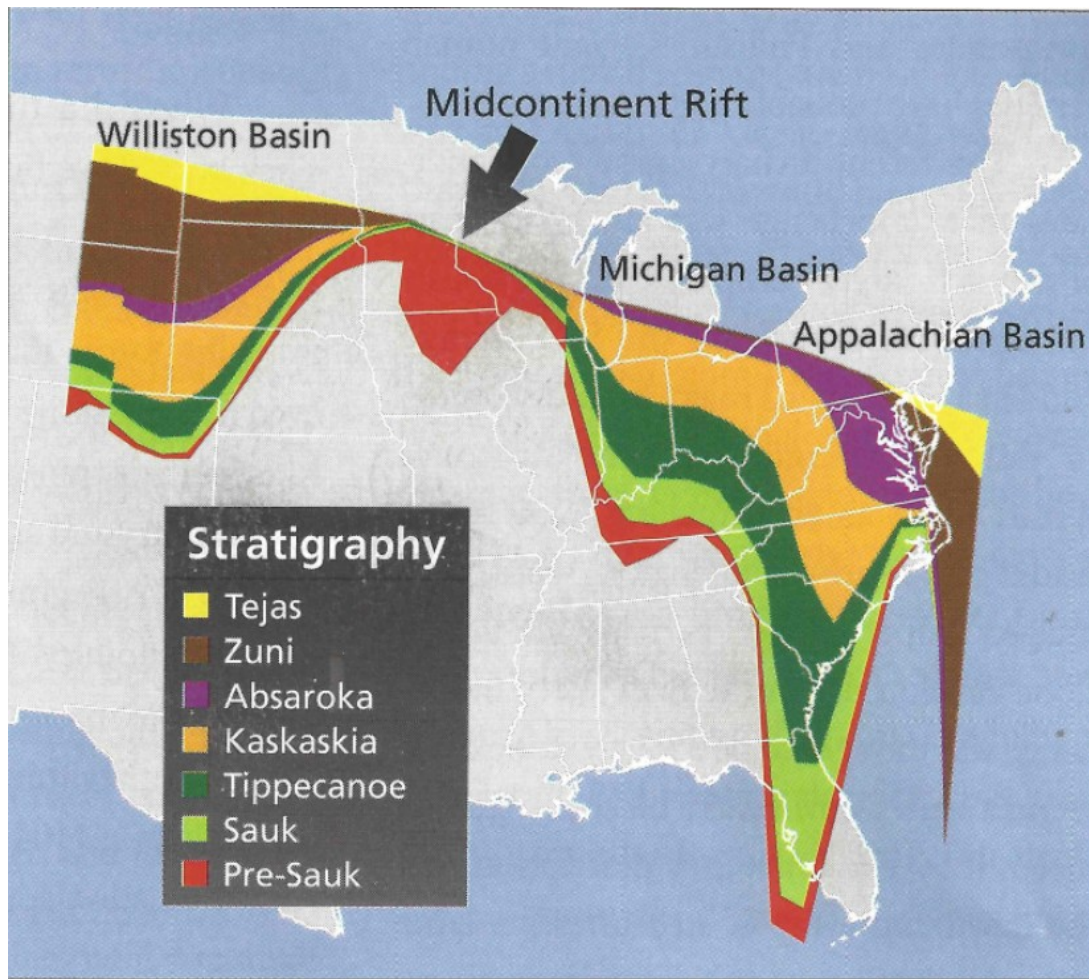 Midcontinent Rift
Williston Basin
Michigan Basin
Appalachian Basin
Stratigraphy
Tejas
Zuni
Absaroka
Kaskaskia
Tippecanoe
Sauk
Pre-Sauk